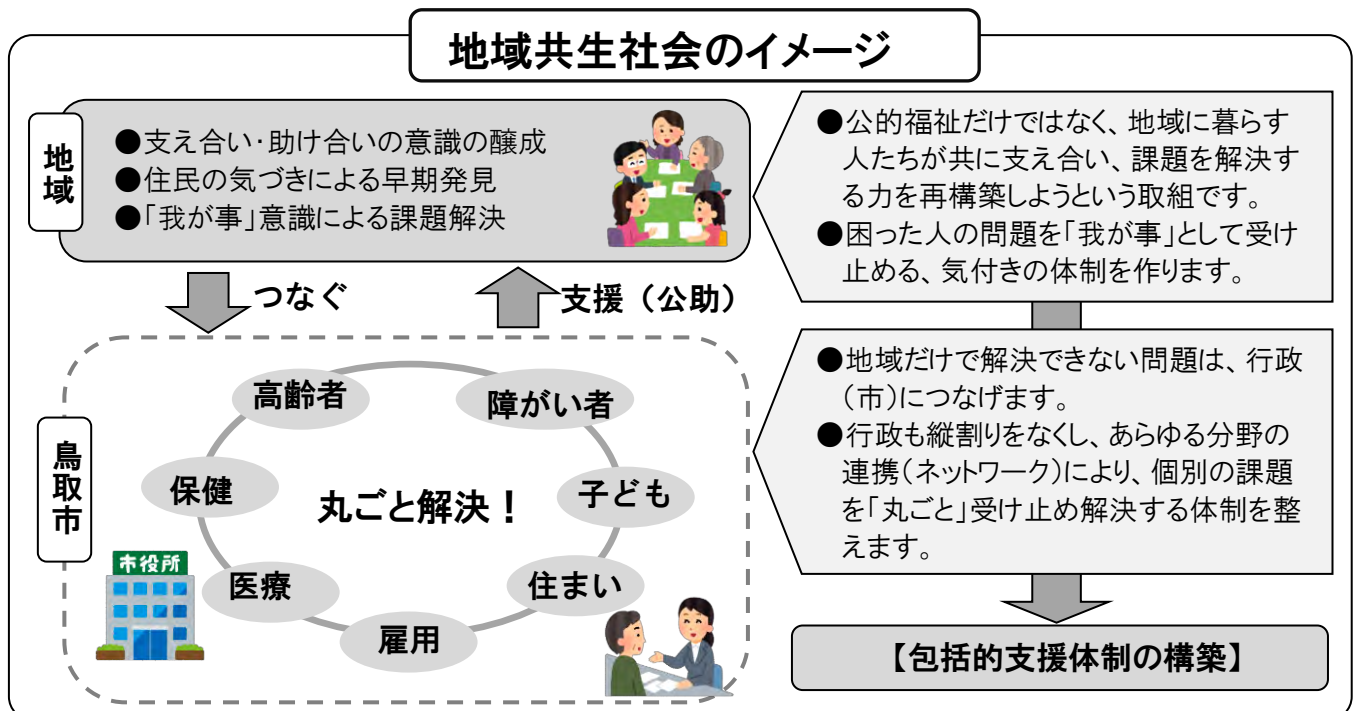 地域共生社会のイメージ
地域
●支え合い・助け合いの意識の醸成
●住民の気づきによる早期発見
●「我が事」意識による課題解決
●公的福祉だけではなく、地域に暮らす
人たちが共に支え合い、課題を解決す
る力を再構築しようという取組です。
●困った人の問題を「我が事」として受け
止める、気付きの体制を作ります。
つなぐ
支援（公助）
鳥取市
高齢者
障がい者
保健
子ども
丸ごと解決！
医療
住まい
雇用
市役所
●地域だけで解決できない問題は、行政
（市）につなげます。
●行政も縦割りをなくし、あらゆる分野の
連携（ネットワーク）により、個別の課題
を「丸ごと」受け止め解決する体制を整
えます。
【包括的支援体制の構築】